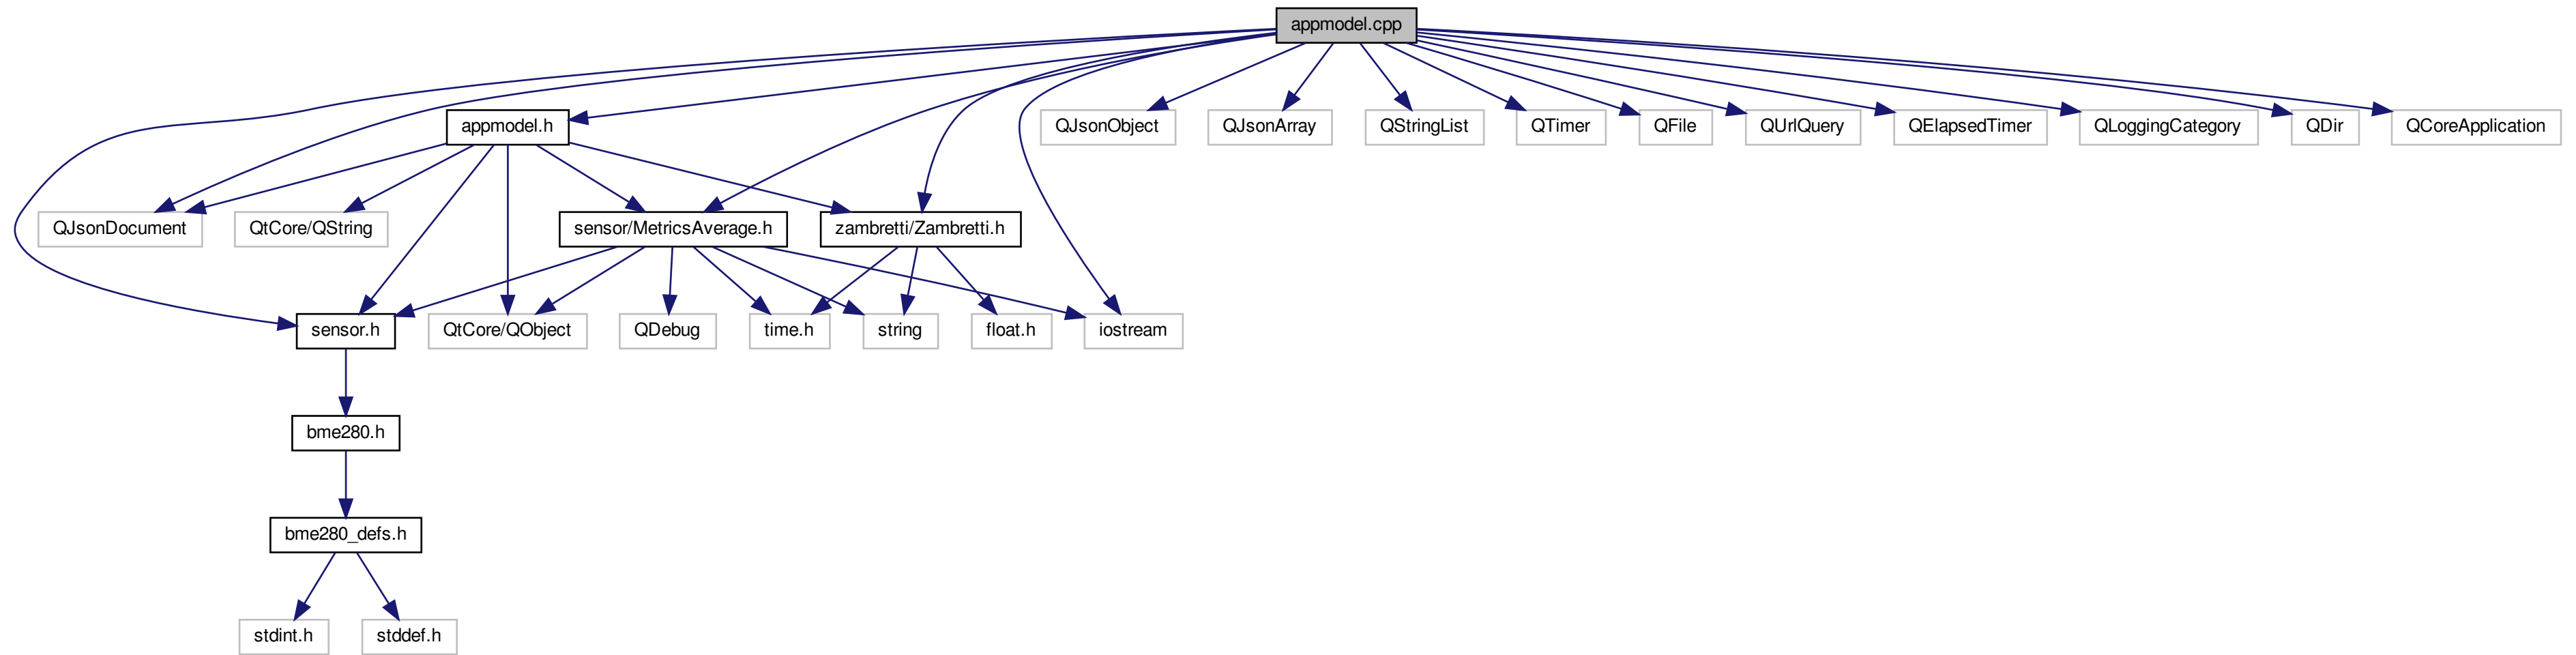 appmodel.cpp
appmodel.h
QJsonObject
QJsonArray
QStringList
QTimer
QFile
QUrlQuery
QElapsedTimer
QLoggingCategory
QDir
QCoreApplication
QJsonDocument
QtCore/QString
sensor/MetricsAverage.h
zambretti/Zambretti.h
sensor.h
QtCore/QObject
QDebug
time.h
string
float.h
iostream
bme280.h
bme280_defs.h
stdint.h
stddef.h